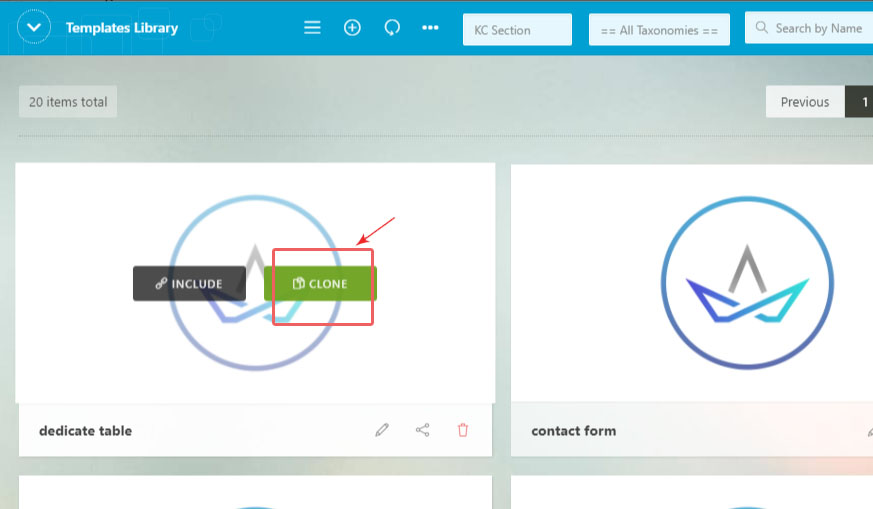 Templates Library
KC Section
== All Taxonomies ==
Search by Name
20 items total
Previous
1
INCLUDE
CLONE
dedicate table
contact form